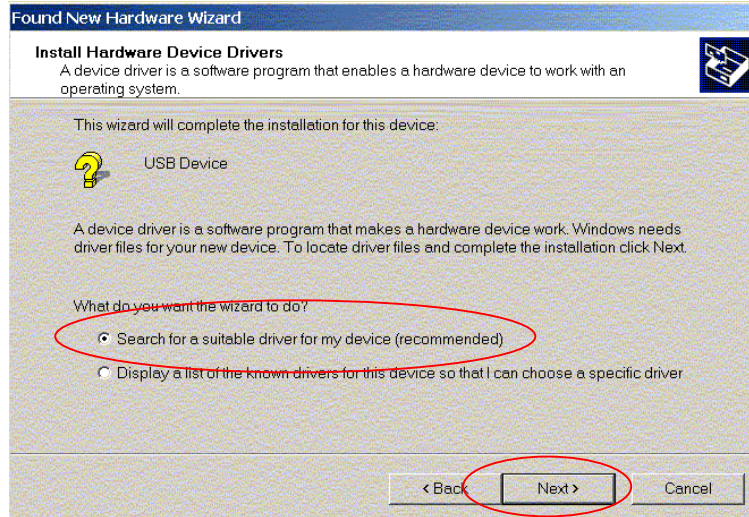 Found New Hardware Wizard
Install Hardware Device Drivers
A device driver is a software program that enables a hardware device to work with an
operating system.
This wizard will complete the installation for this device:
USB Device
A device driver is a software program that makes a hardware device work. Windows needs
driver files for your new device. To locate driver files and complete the installation click Next.
What do you want the wizard to do?
Search for a suitable driver for my device (recommended)
Display a list of the known drivers for this device so that I can choose a specific driver
< Back Next > Cancel